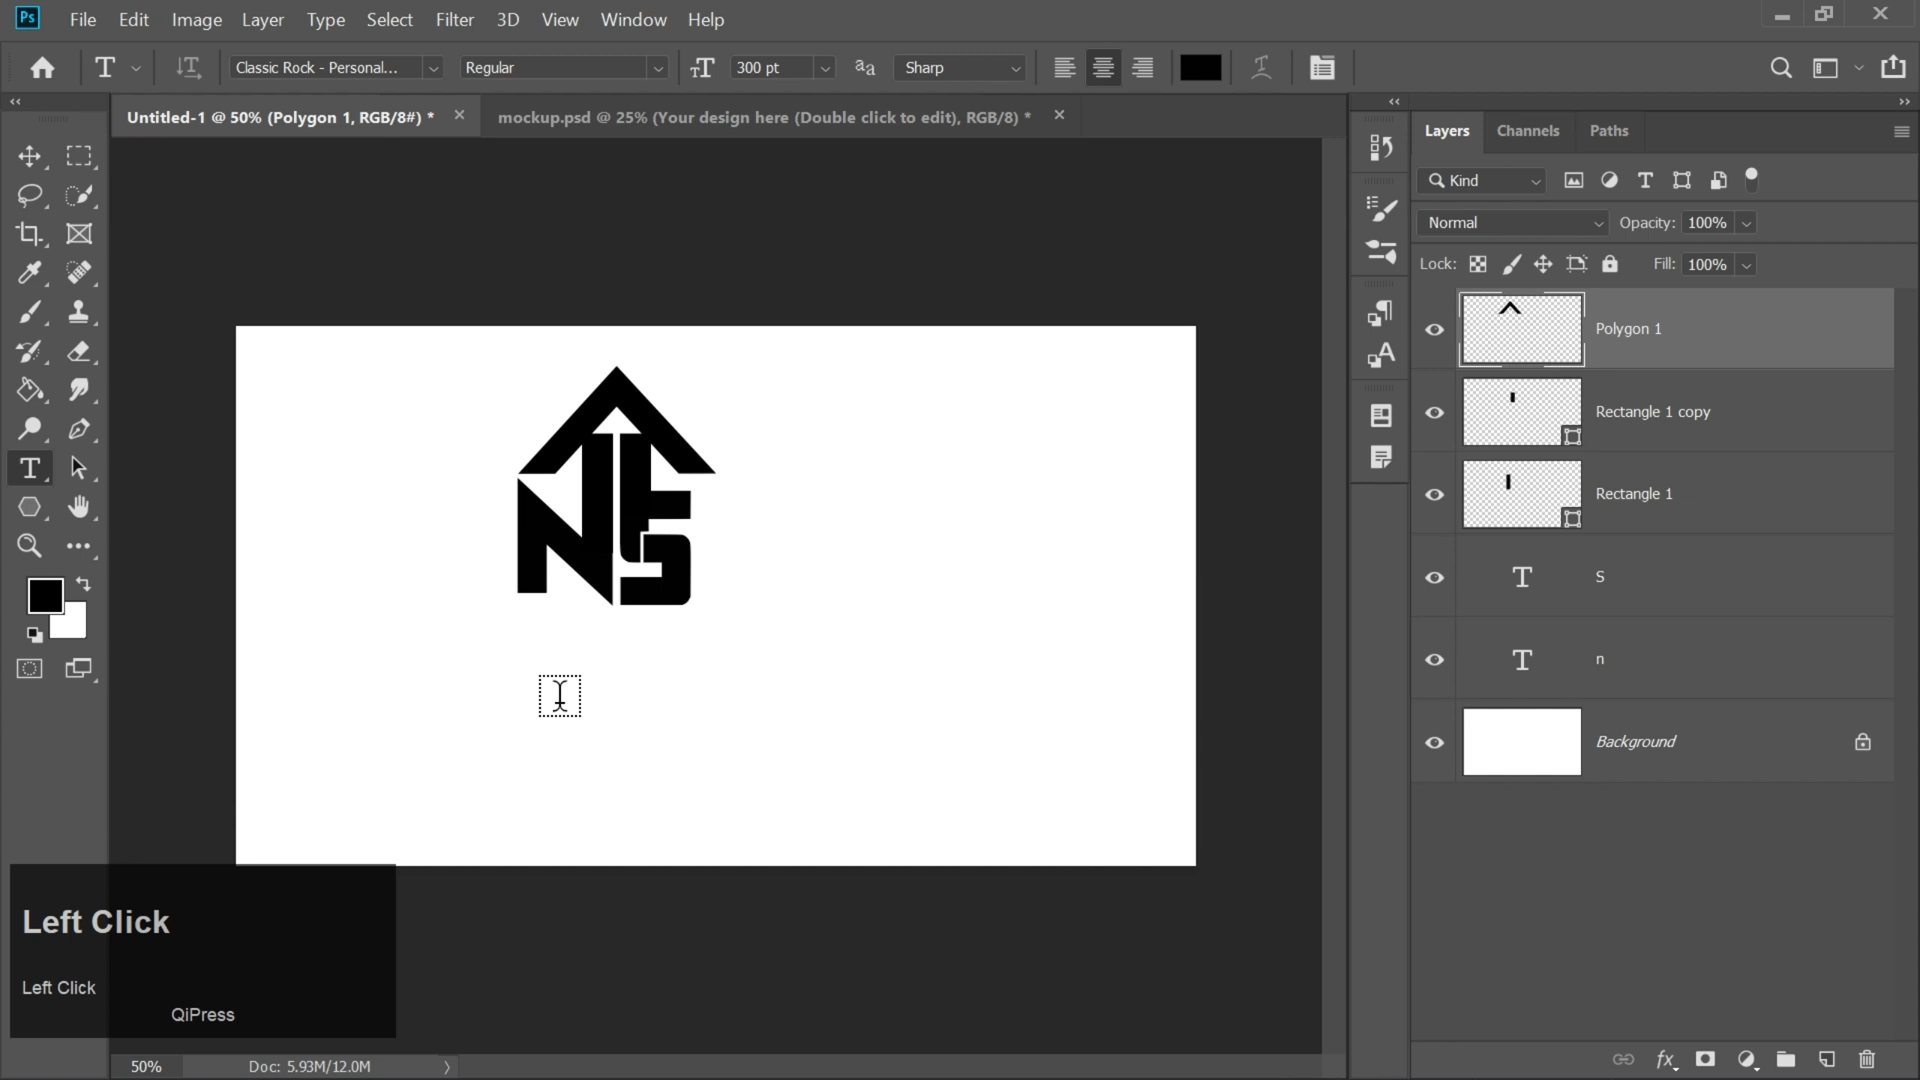 Ps File Edit Image Layer Type Select Filter 3D View Window Help
T Classic Rock - Personal... Regular 300 pt Sharp
Untitled-1 @ 50% (Polygon 1, RGB/8#) *
mockup.psd @ 25% (Your design here (Double click to edit), RGB/8) *
Layers Channels Paths
Kind
Normal Opacity: 100%
Lock: Fill: 100%
Polygon 1
Rectangle 1 copy
Rectangle 1
T S
T n
Background
NS
Left Click
Left Click
QiPress
50% Doc: 5.93M/12.0M
fx